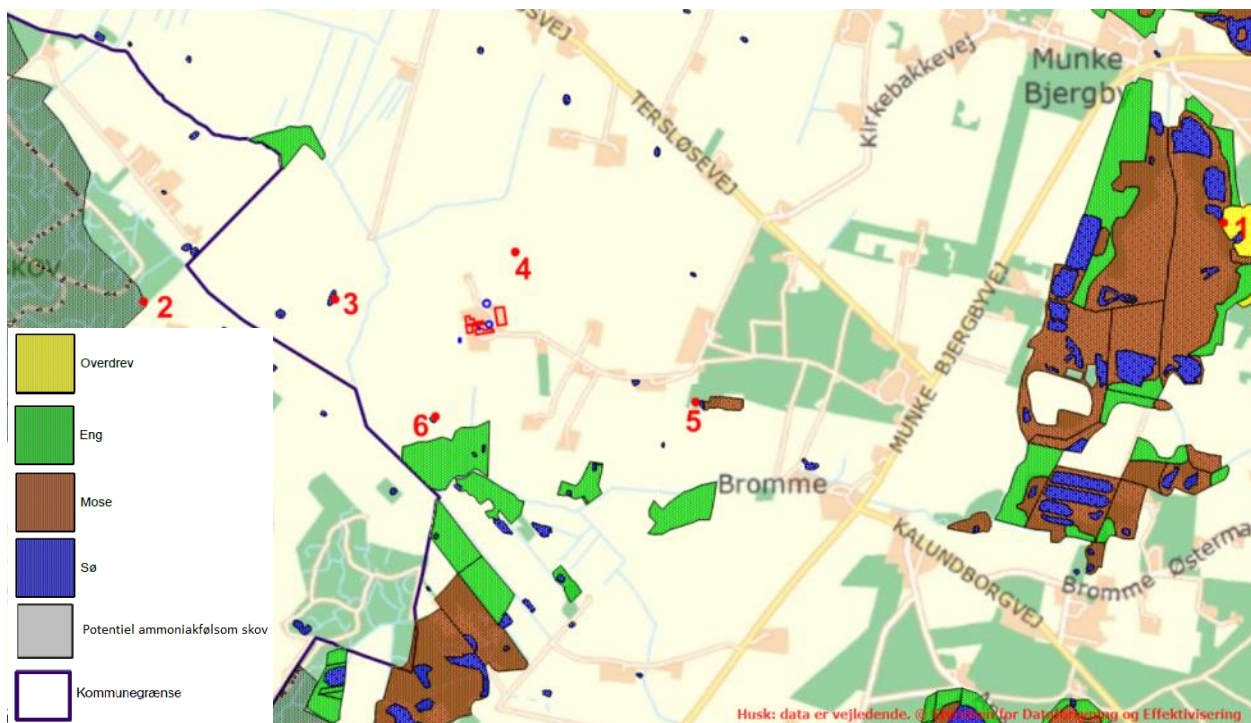 SVEJ
TERSLØSEVEJ
Kirkebakkevej
Munke
Bjergby
MUNKE BJERGBYVEJ
1
SKOV
2
3
4
5
6
Bromme
KALUNDBORGVEJ
Bromme Østerma
Overdrev
Eng
Mose
Sø
Potentiel ammoniakfølsom skov
Kommunegrænse
Husk: data er vejledende. ©
for
og Effektivisering